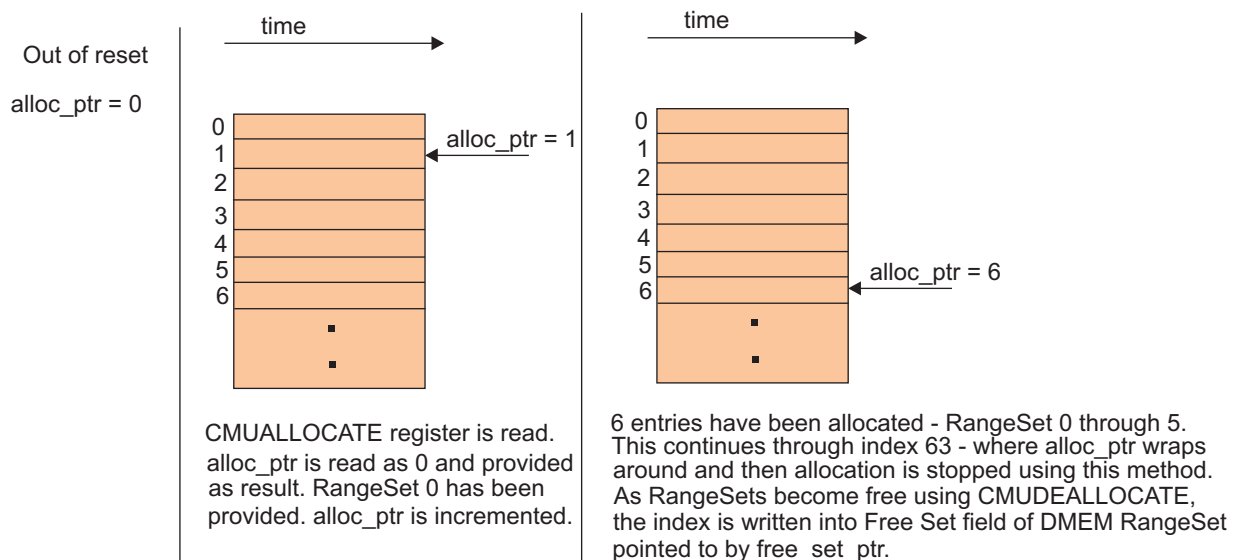 Out of reset
alloc_ptr = 0
time
0
1
2
3
4
5
6
alloc_ptr = 1
CMUALLOCATE register is read.
alloc_ptr is read as 0 and provided
as result. RangeSet 0 has been
provided. alloc_ptr is incremented.
time
0
1
2
3
4
5
6
alloc_ptr = 6
6 entries have been allocated - RangeSet 0 through 5.
This continues through index 63 - where alloc_ptr wraps
around and then allocation is stopped using this method.
As RangeSets become free using CMUDEALLOCATE,
the index is written into Free Set field of DMEM RangeSet
pointed to by free_set_ptr.